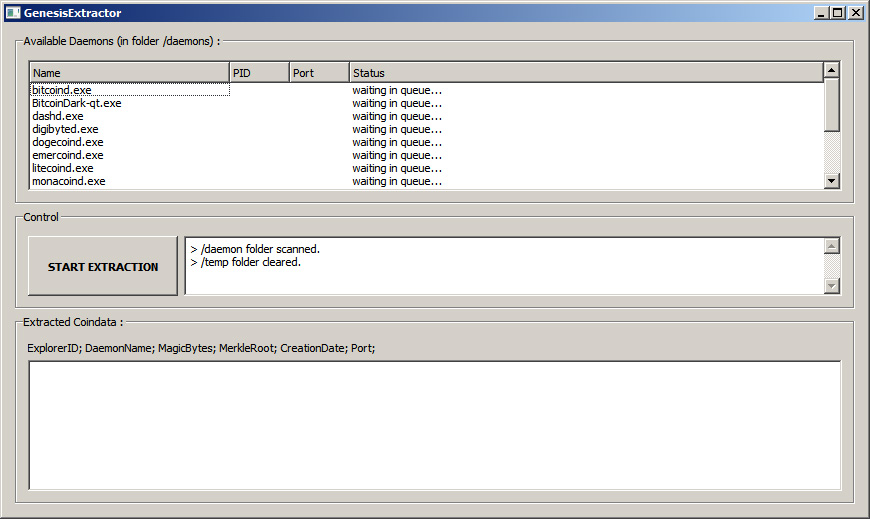 GenesisExtractor
Available Daemons (in folder /daemons) :
Name PID Port Status
bitcoind.exe waiting in queue...
BitcoinDark-qt.exe waiting in queue...
dashd.exe waiting in queue...
digibyted.exe waiting in queue...
dogecoind.exe waiting in queue...
emercoind.exe waiting in queue...
litecoind.exe waiting in queue...
monacoind.exe waiting in queue...
Control
START EXTRACTION
> /daemon folder scanned.
> /temp folder cleared.
Extracted Coindata :
ExplorerID; DaemonName; MagicBytes; MerkleRoot; CreationDate; Port;